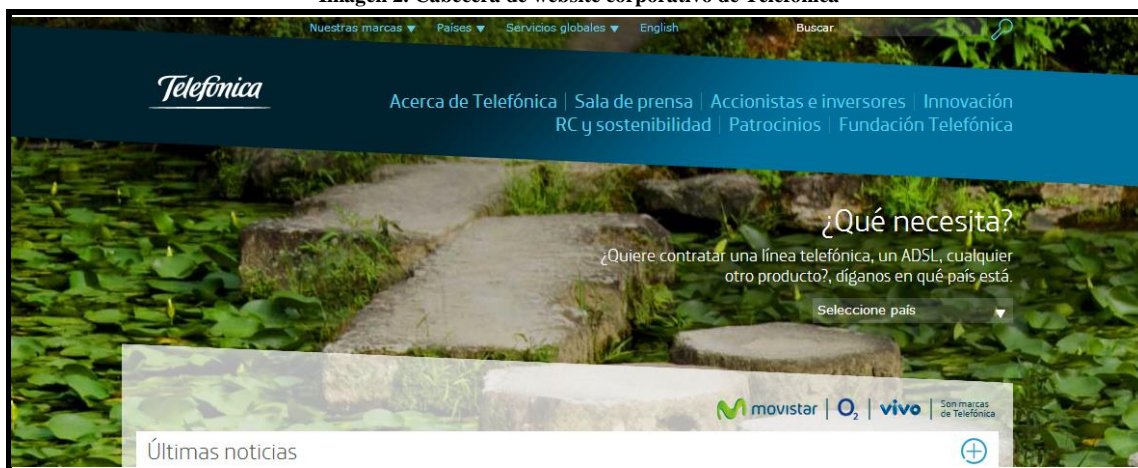 Imagen 2. Cabecera de website corporativo de Telefónica
Nuestras marcas Países Servicios globales English Buscar
Telefónica
Acerca de Telefónica | Sala de prensa | Accionistas e inversores | Innovación
RC y sostenibilidad | Patrocinios | Fundación Telefónica
¿Qué necesita?
¿Quiere contratar una línea telefónica, un ADSL, cualquier
otro producto?, díganos en qué país está.
Seleccione país
movistar | O2 | vivo | Son marcas
de Telefónica
Últimas noticias